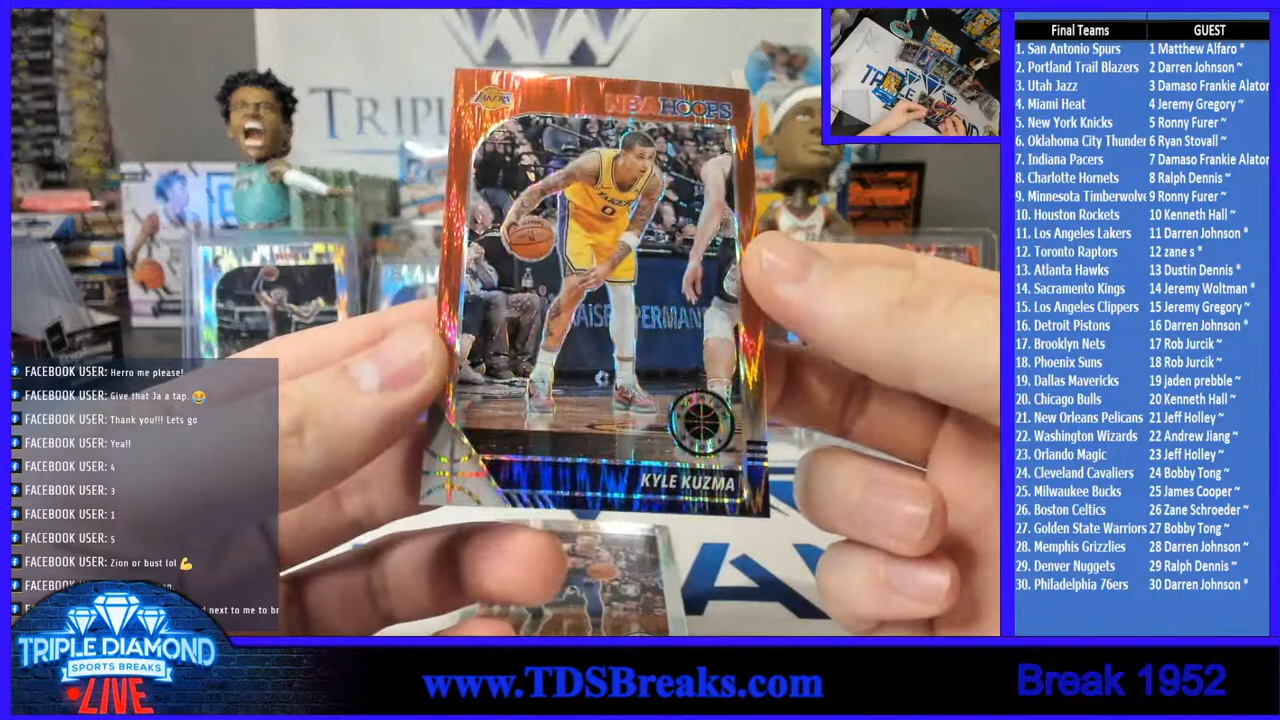 TRIPLE
LAKERS
NBA HOOPS
LAKERS
0
KYLE KUZMA
FACEBOOK USER: Herro me please!
FACEBOOK USER: Give that Ja a tap. 😂
FACEBOOK USER: Thank you!!! Lets go
FACEBOOK USER: Yea!!
FACEBOOK USER: 4
FACEBOOK USER: 3
FACEBOOK USER: 1
FACEBOOK USER: 5
FACEBOOK USER: Zion or bust lol 💪
FACEBOOK
next to me to br
TRIPLE DIAMOND
SPORTS BREAKS
LIVE
www.TDSBreaks.com
Break 1952
Final Teams GUEST
1. San Antonio Spurs 1 Matthew Alfaro *
2. Portland Trail Blazers 2 Darren Johnson ~
3. Utah Jazz 3 Damaso Frankie Alator
4. Miami Heat 4 Jeremy Gregory ~
5. New York Knicks 5 Ronny Furer ~
6. Oklahoma City Thunder 6 Ryan Stovall ~
7. Indiana Pacers 7 Damaso Frankie Alator
8. Charlotte Hornets 8 Ralph Dennis ~
9. Minnesota Timberwolve 9 Ronny Furer ~
10. Houston Rockets 10 Kenneth Hall ~
11. Los Angeles Lakers 11 Darren Johnson *
12. Toronto Raptors 12 zane s *
13. Atlanta Hawks 13 Dustin Dennis *
14. Sacramento Kings 14 Jeremy Woltman *
15. Los Angeles Clippers 15 Jeremy Gregory ~
16. Detroit Pistons 16 Darren Johnson *
17. Brooklyn Nets 17 Rob Jurcik ~
18. Phoenix Suns 18 Rob Jurcik ~
19. Dallas Mavericks 19 jaden prebble ~
20. Chicago Bulls 20 Kenneth Hall ~
21. New Orleans Pelicans 21 Jeff Holley ~
22. Washington Wizards 22 Andrew Jiang ~
23. Orlando Magic 23 Jeff Holley ~
24. Cleveland Cavaliers 24 Bobby Tong ~
25. Milwaukee Bucks 25 James Cooper ~
26. Boston Celtics 26 Zane Schroeder ~
27. Golden State Warriors 27 Bobby Tong ~
28. Memphis Grizzlies 28 Darren Johnson ~
29. Denver Nuggets 29 Ralph Dennis ~
30. Philadelphia 76ers 30 Darren Johnson *